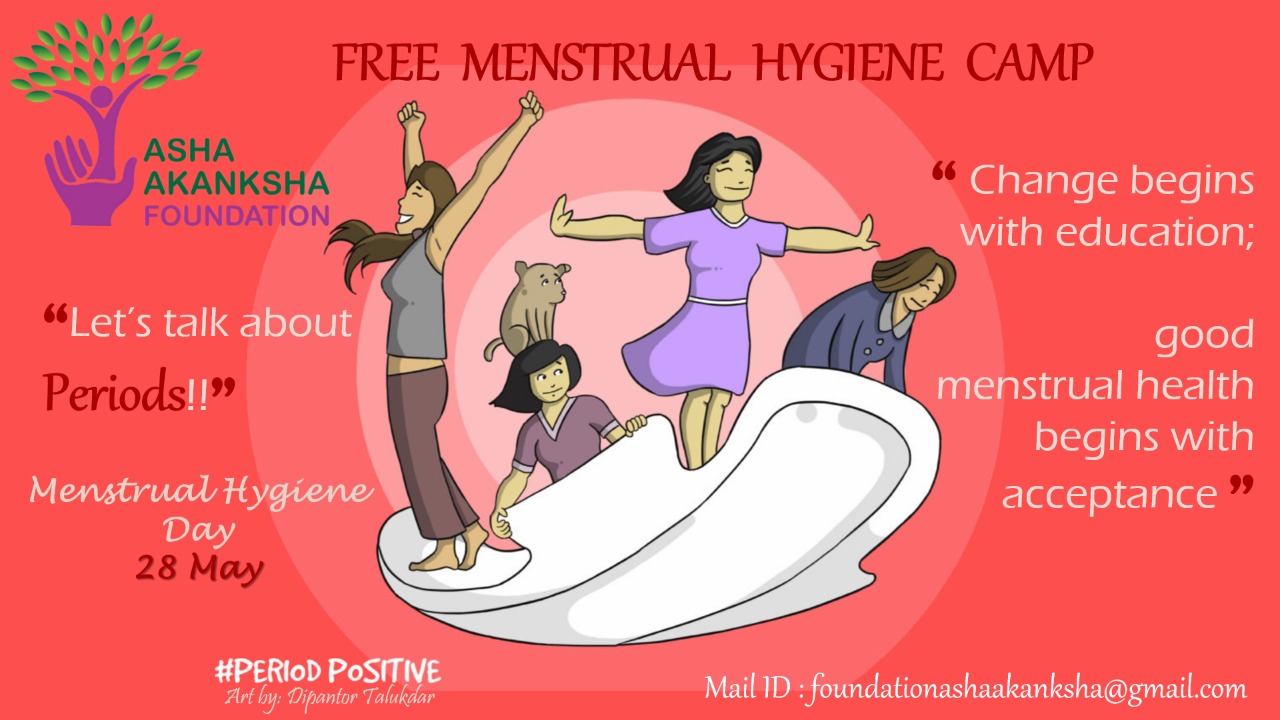 FREE MENSTRUAL HYGIENE CAMP
ASHA
AKANKSHA
FOUNDATION
“Let’s talk about
Periods!!”
Menstrual Hygiene
Day
28 May
“ Change begins
with education;
good
menstrual health
begins with
acceptance ”
#PERIOD POSITIVE
Art by: Dipantor Talukdar
Mail ID : foundationashaakanksha@gmail.com